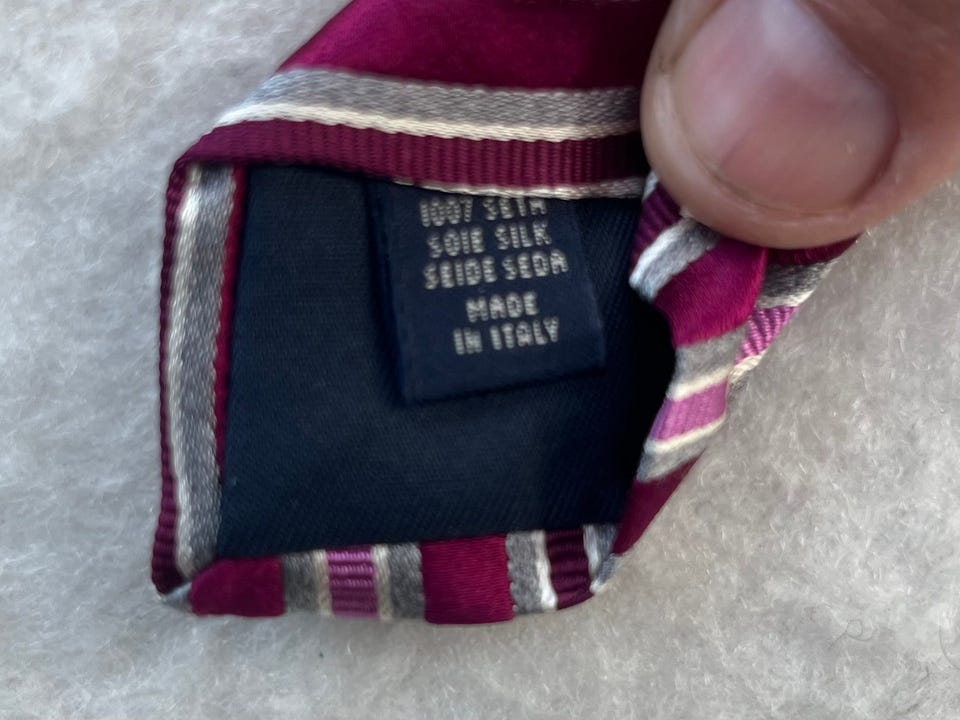 100% SETA
SOIE SILK
SEIDE SEDA
MADE
IN ITALY